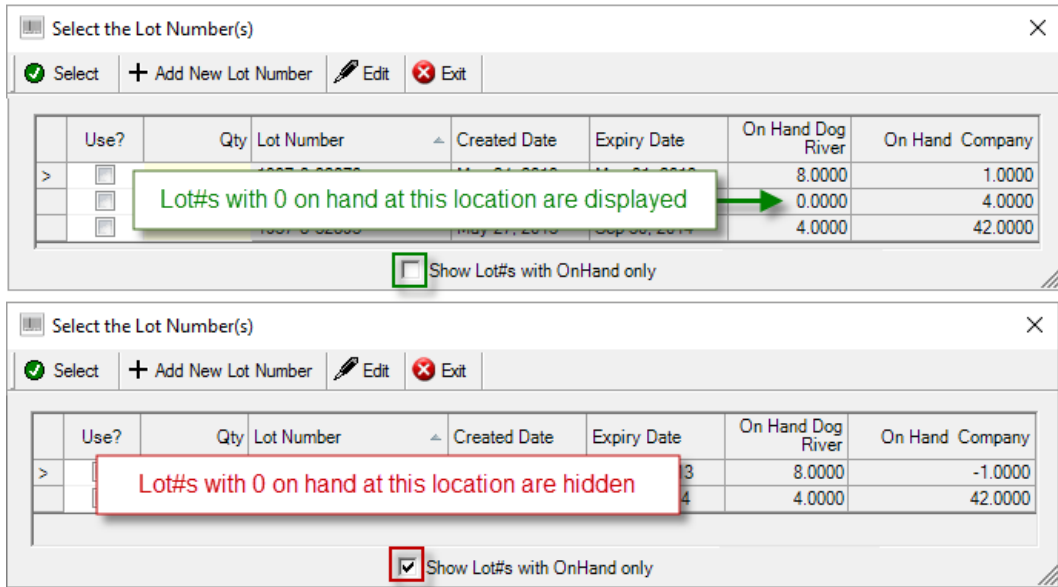 Select the Lot Number(s)
Select Add New Lot Number Edit Exit
Use? Qty Lot Number Created Date Expiry Date On Hand Dog River On Hand Company
> 8.0000 1.0000
Lot#s with 0 on hand at this location are displayed 0.0000 4.0000
4.0000 42.0000
Show Lot#s with OnHand only
Select the Lot Number(s)
Select Add New Lot Number Edit Exit
Use? Qty Lot Number Created Date Expiry Date On Hand Dog River On Hand Company
> 13 8.0000 -1.0000
Lot#s with 0 on hand at this location are hidden 4 4.0000 42.0000
Show Lot#s with OnHand only